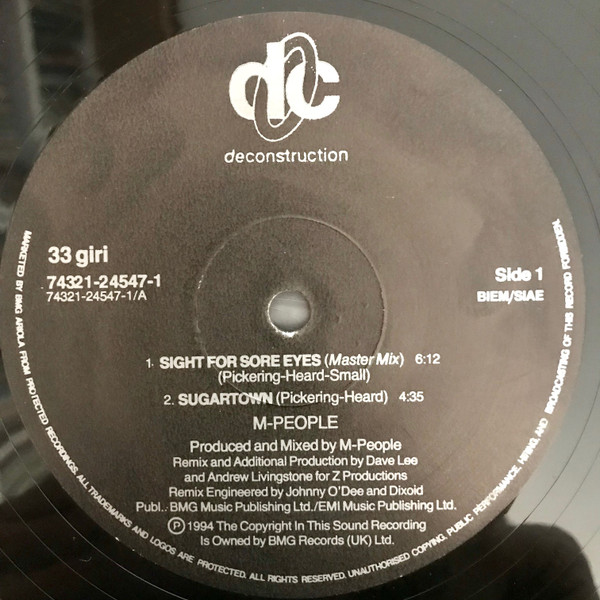 dc
deconstruction
33 giri
74321-24547-1
74321-24547-1/A
Side 1
BIEM/SIAE
1. SIGHT FOR SORE EYES (Master Mix) 6:12
(Pickering-Heard-Small)
2. SUGARTOWN (Pickering-Heard) 4:35
M-PEOPLE
Produced and Mixed by M-People
Remix and Additional Production by Dave Lee
and Andrew Livingstone for Z Productions
Remix Engineered by Johnny O'Dee and Dixoid
Publ.: BMG Music Publishing Ltd./EMI Music Publishing Ltd.
Ⓟ 1994 The Copyright In This Sound Recording
Is Owned by BMG Records (UK) Ltd.
MARKETED BY BMG ARIOLA FROM PROTECTED RECORDINGS. ALL TRADEMARKS AND LOGOS ARE PROTECTED. ALL RIGHTS RESERVED. UNAUTHORISED COPYING, PUBLIC PERFORMANCE, HIRING, AND BROADCASTING OF THIS RECORD FORBIDDEN.